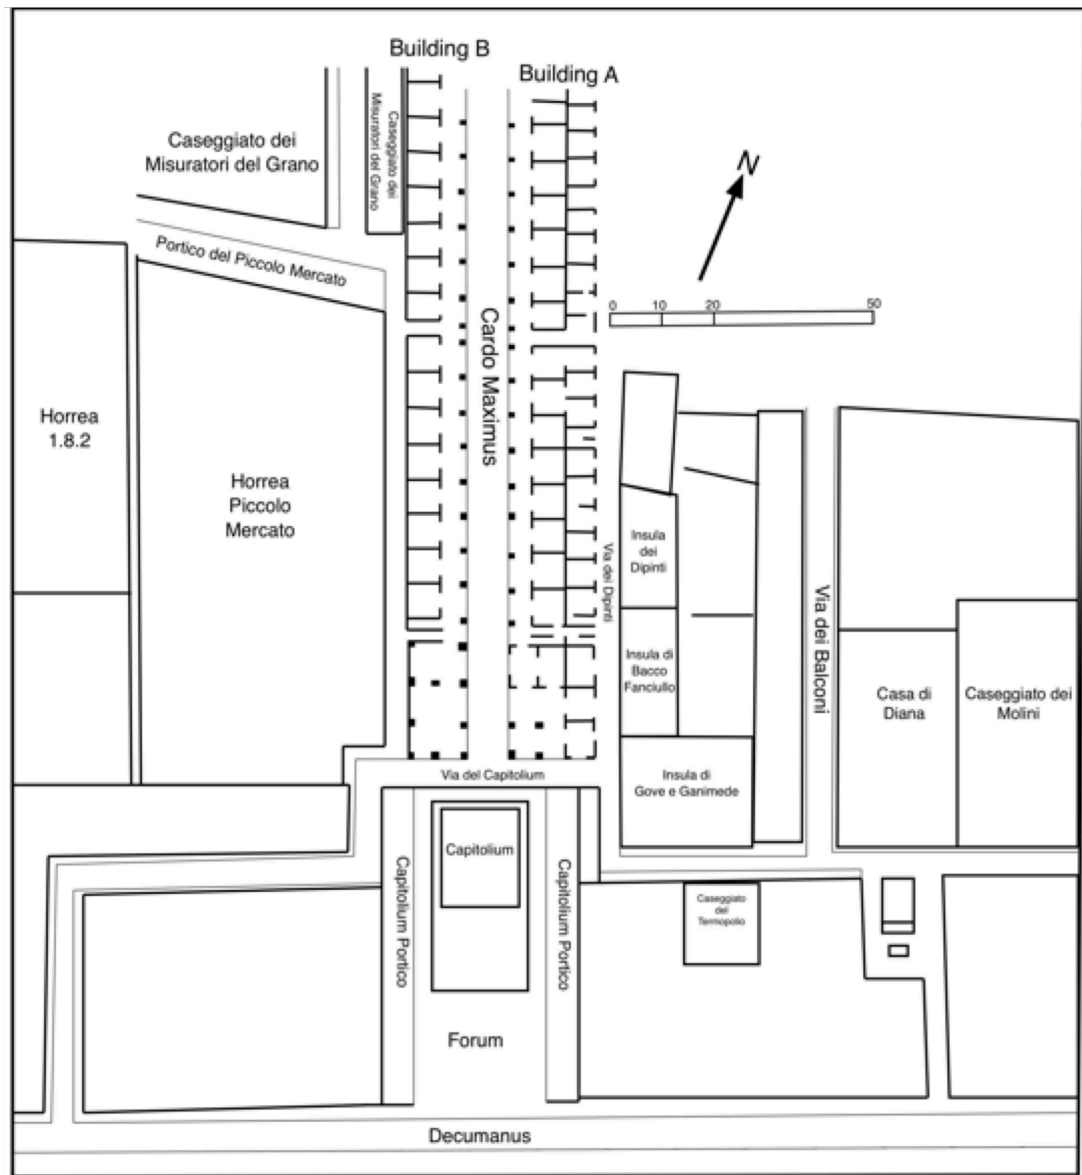 Building B
Building A
Caseggiato dei
Misuratori del Grano
Caseggiato dei
Misuratori del Grano
N
Portico del Piccolo Mercato
0 10 20 50
Cardo Maximus
Horrea
1.8.2
Horrea
Piccolo
Mercato
Insula
dei
Dipinti
Via dei Dipinti
Via dei Balconi
Insula di
Bacco
Fanciullo
Casa di
Diana
Caseggiato dei
Molini
Via del Capitolium
Insula di
Gove e Ganimede
Capitolium
Capitolium Portico
Capitolium Portico
Caseggiato
del
Termopolio
Forum
Decumanus